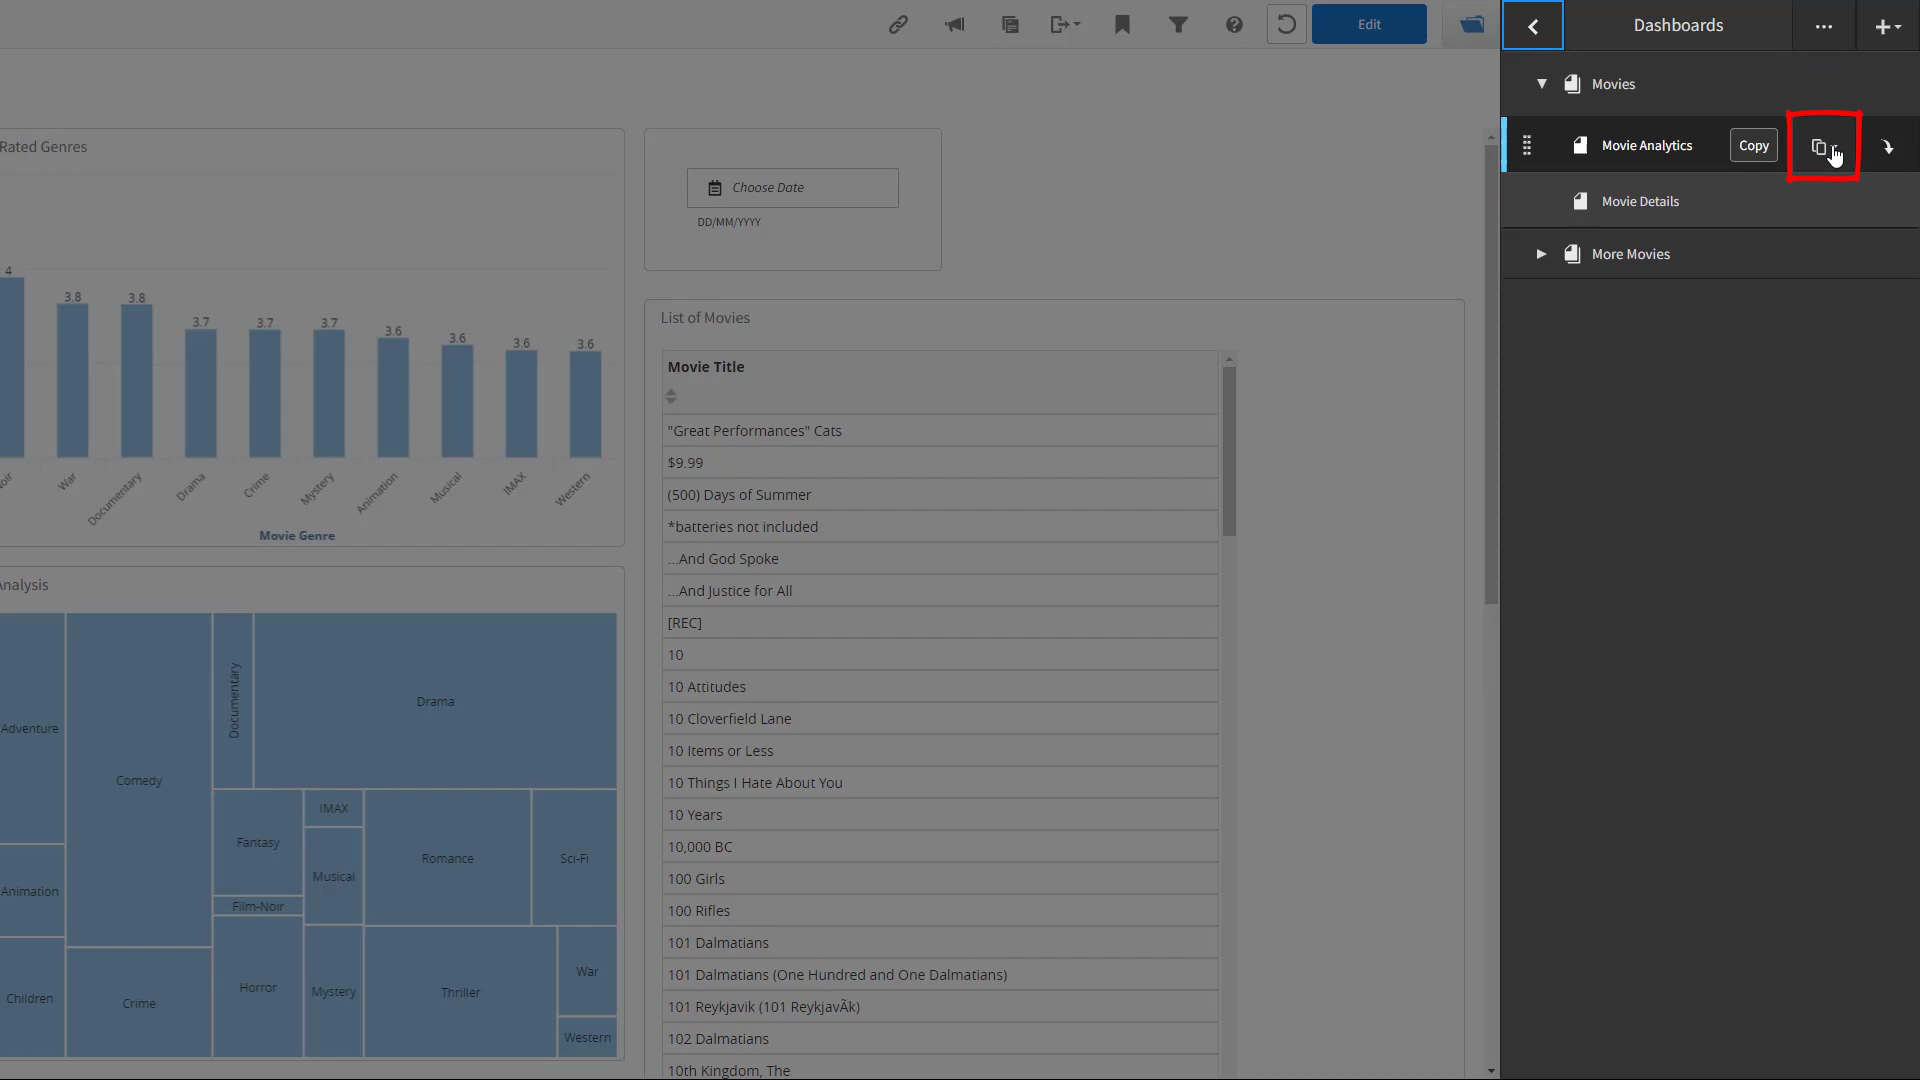 Edit
Dashboards
Movies
Movie Analytics
Copy
Movie Details
More Movies
Rated Genres
4
3.8
3.8
3.7
3.7
3.7
3.6
3.6
3.6
3.6
War
Documentary
Drama
Crime
Mystery
Animation
Musical
IMAX
Western
Movie Genre
Choose Date
DD/MM/YYYY
List of Movies
Movie Title
"Great Performances" Cats
$9.99
(500) Days of Summer
*batteries not included
...And God Spoke
...And Justice for All
[REC]
10
10 Attitudes
10 Cloverfield Lane
10 Items or Less
10 Things I Hate About You
10 Years
10,000 BC
100 Girls
100 Rifles
101 Dalmatians
101 Dalmatians (One Hundred and One Dalmatians)
101 Reykjavik (101 ReykjavÃk)
102 Dalmatians
10th Kingdom, The
Analysis
Adventure
Animation
Children
Comedy
Crime
Documentary
Drama
Fantasy
Film-Noir
Horror
IMAX
Musical
Mystery
Romance
Sci-Fi
Thriller
War
Western